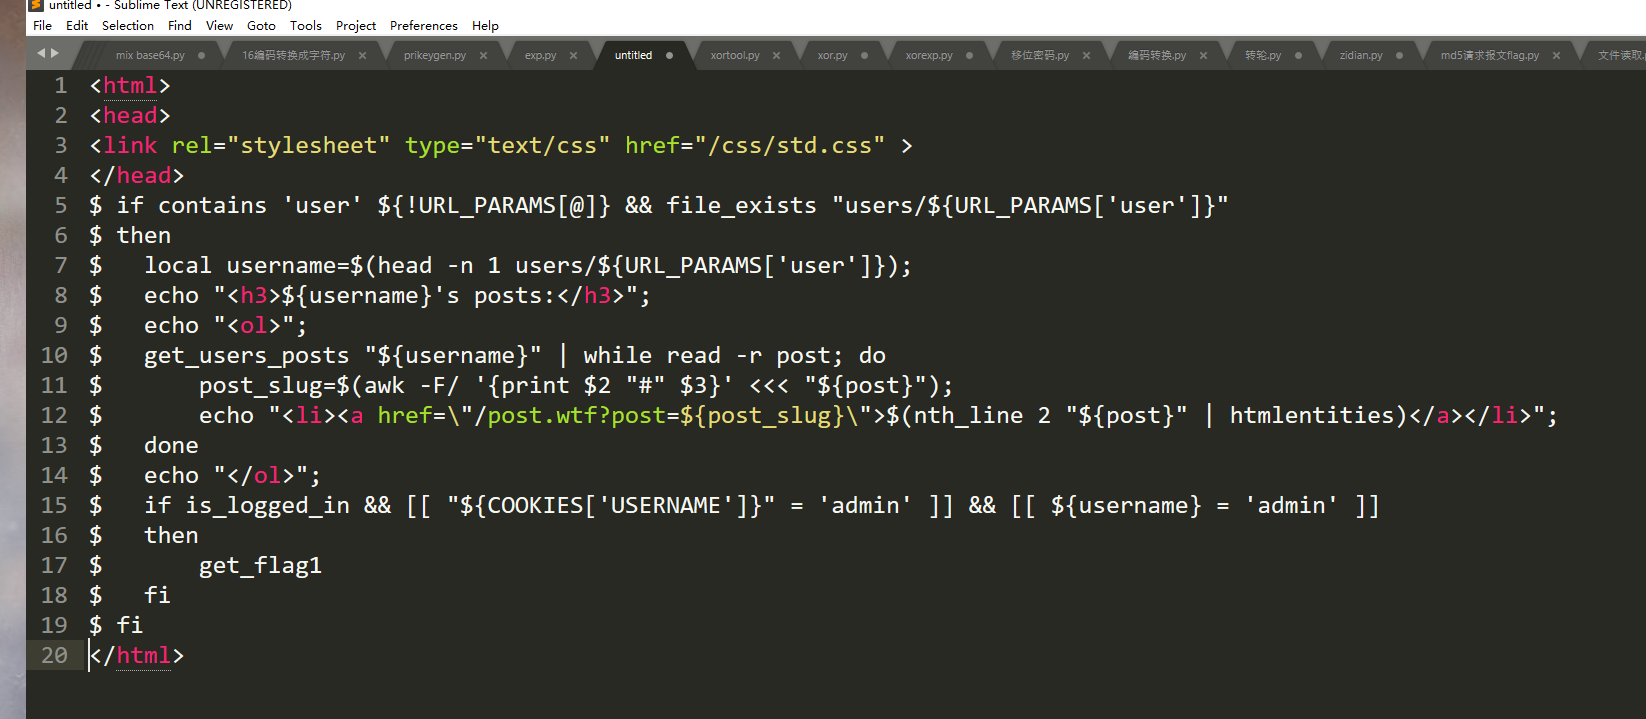 untitled • - Sublime Text (UNREGISTERED)
File Edit Selection Find View Goto Tools Project Preferences Help
mix base64.py 16编码转换成字符.py prikeygen.py exp.py untitled xortool.py xor.py xorexp.py 移位密码.py 编码转换.py 转轮.py zidian.py md5请求报文flag.py 文件读取.
1 <html>
2 <head>
3 <link rel="stylesheet" type="text/css" href="/css/std.css" >
4 </head>
5 $ if contains 'user' ${!URL_PARAMS[@]} && file_exists "users/${URL_PARAMS['user']}"
6 $ then
7 $   local username=$(head -n 1 users/${URL_PARAMS['user']});
8 $   echo "<h3>${username}'s posts:</h3>";
9 $   echo "<ol>";
10 $   get_users_posts "${username}" | while read -r post; do
11 $       post_slug=$(awk -F/ '{print $2 "#" $3}' <<< "${post}");
12 $       echo "<li><a href=\"/post.wtf?post=${post_slug}\">$(nth_line 2 "${post}" | htmlentities)</a></li>";
13 $   done
14 $   echo "</ol>";
15 $   if is_logged_in && [[ "${COOKIES['USERNAME']}" = 'admin' ]] && [[ ${username} = 'admin' ]]
16 $   then
17 $       get_flag1
18 $   fi
19 $ fi
20 </html>